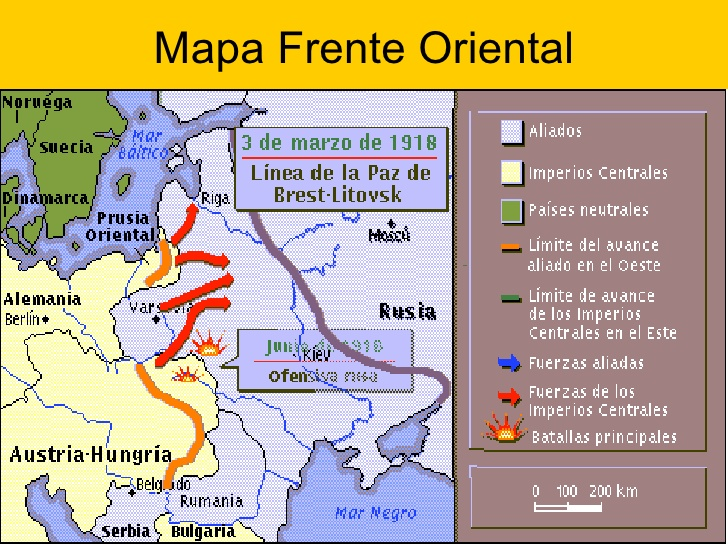 Mapa Frente Oriental
Noruega
Suecia
Dinamarca
Mar
Báltico
Prusia
Oriental
Riga
3 de marzo de 1918
Línea de la Paz de
Brest-Litovsk
Moscú
Alemania
Berlín
Varsovia
Rusia
Kiev
Ofensiva rusa
Austria-Hungría
Belgrado
Rumania
Mar Negro
Serbia
Bulgaria
Aliados
Imperios Centrales
Países neutrales
Límite del avance
aliado en el Oeste
Límite de avance
de los Imperios
Centrales en el Este
Fuerzas aliadas
Fuerzas de los
Imperios Centrales
Batallas principales
0 100 200 km